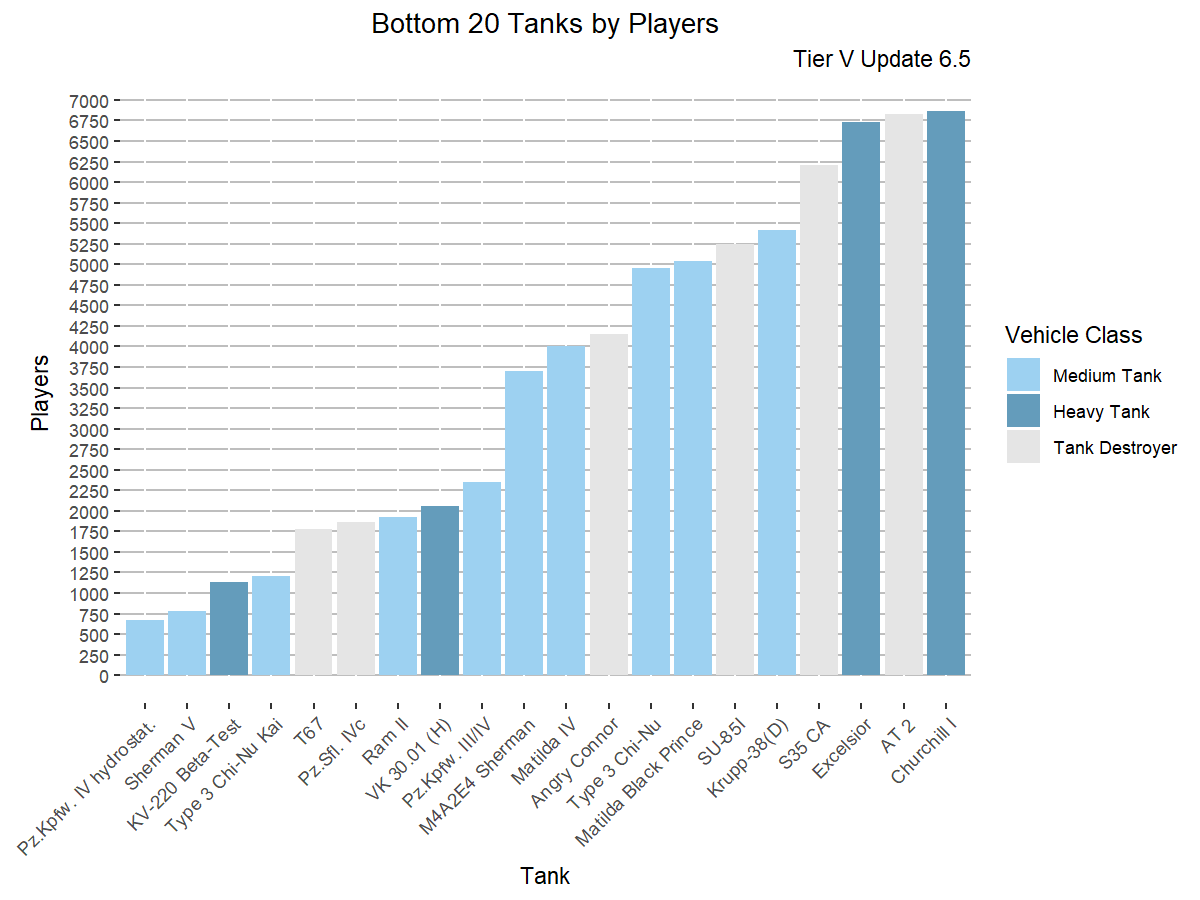 Bottom 20 Tanks by Players
Tier V Update 6.5
Players
7000
6750
6500
6250
6000
5750
5500
5250
5000
4750
4500
4250
4000
3750
3500
3250
3000
2750
2500
2250
2000
1750
1500
1250
1000
750
500
250
0
Pz.Kpfw. IV hydrostat.
Sherman V
KV-220 Beta-Test
Type 3 Chi-Nu Kai
T67
Pz.Sfl. IVc
Ram II
VK 30.01 (H)
Pz.Kpfw. III/IV
M4A2E4 Sherman
Matilda IV
Angry Connor
Type 3 Chi-Nu
Matilda Black Prince
SU-85I
Krupp-38(D)
S35 CA
Excelsior
AT 2
Churchill I
Tank
Vehicle Class
Medium Tank
Heavy Tank
Tank Destroyer